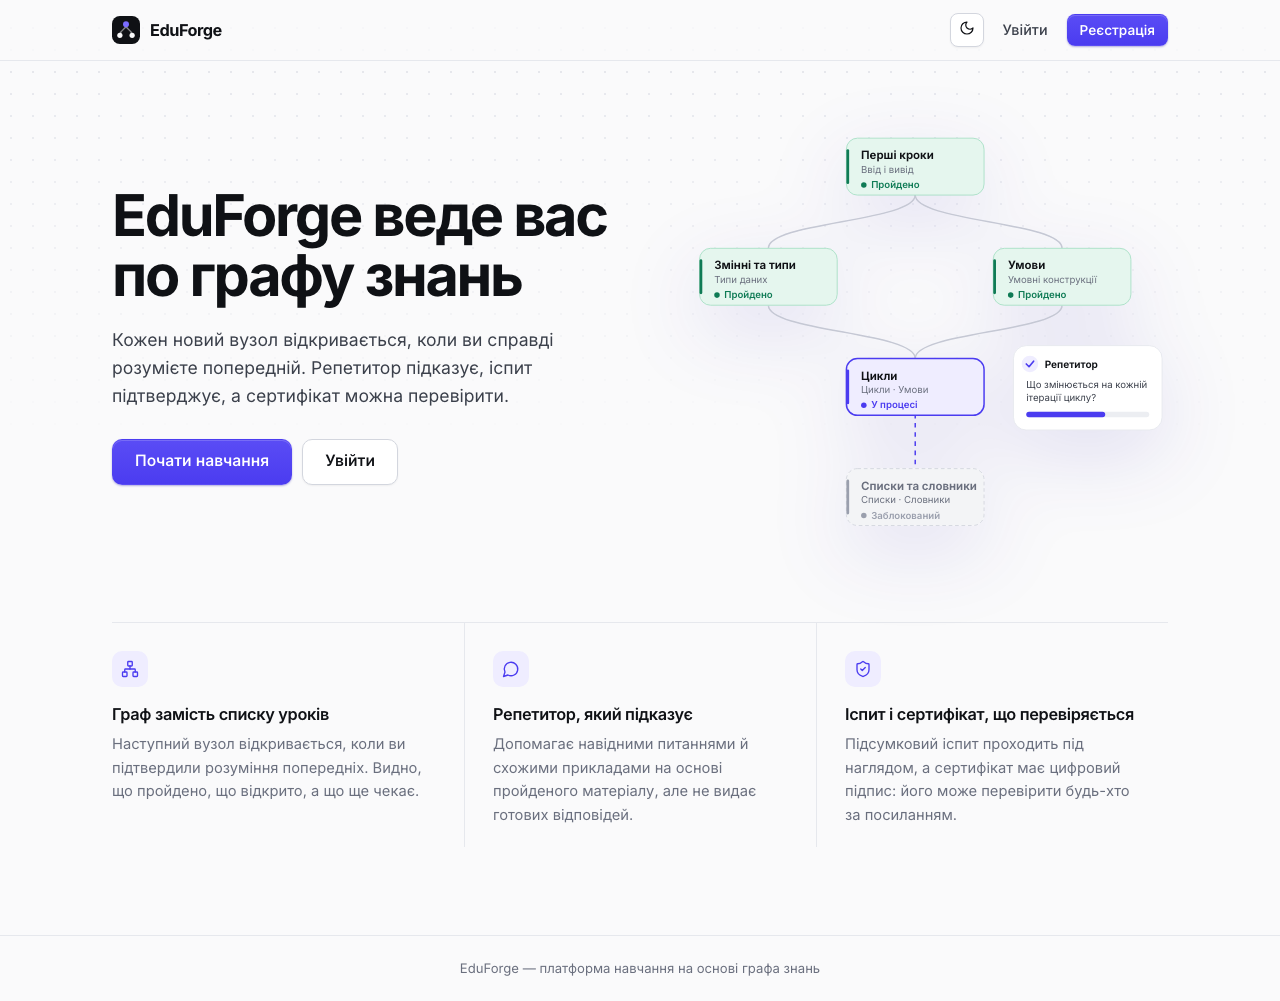 EduForge
Увійти
Реєстрація
EduForge веде вас
по графу знань
Кожен новий вузол відкривається, коли ви справді
розумієте попередній. Репетитор підказує, іспит
підтверджує, а сертифікат можна перевірити.
Почати навчання
Увійти
Перші кроки
Ввід і вивід
Пройдено
Змінні та типи
Типи даних
Пройдено
Умови
Умовні конструкції
Пройдено
Цикли
Цикли · Умови
У процесі
Репетитор
Що змінюється на кожній
ітерації циклу?
Списки та словники
Списки · Словники
Заблокований
Граф замість списку уроків
Наступний вузол відкривається, коли ви
підтвердили розуміння попередніх. Видно,
що пройдено, що відкрито, а що ще чекає.
Репетитор, який підказує
Допомагає навідними питаннями й
схожими прикладами на основі
пройденого матеріалу, але не видає
готових відповідей.
Іспит і сертифікат, що перевіряється
Підсумковий іспит проходить під
наглядом, а сертифікат має цифровий
підпис: його може перевірити будь-хто
за посиланням.
EduForge — платформа навчання на основі графа знань